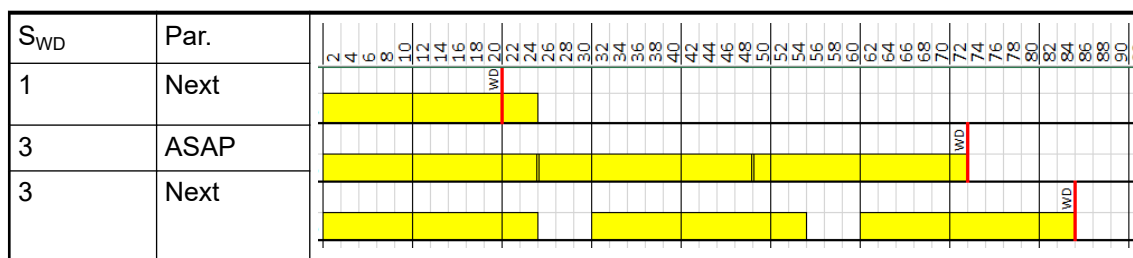 S_WD Par. 2 4 6 8 10 12 14 16 18 20 22 24 26 28 30 32 34 36 38 40 42 44 46 48 50 52 54 56 58 60 62 64 66 68 70 72 74 76 78 80 82 84 86 88 90
1 Next WD
3 ASAP WD
3 Next WD